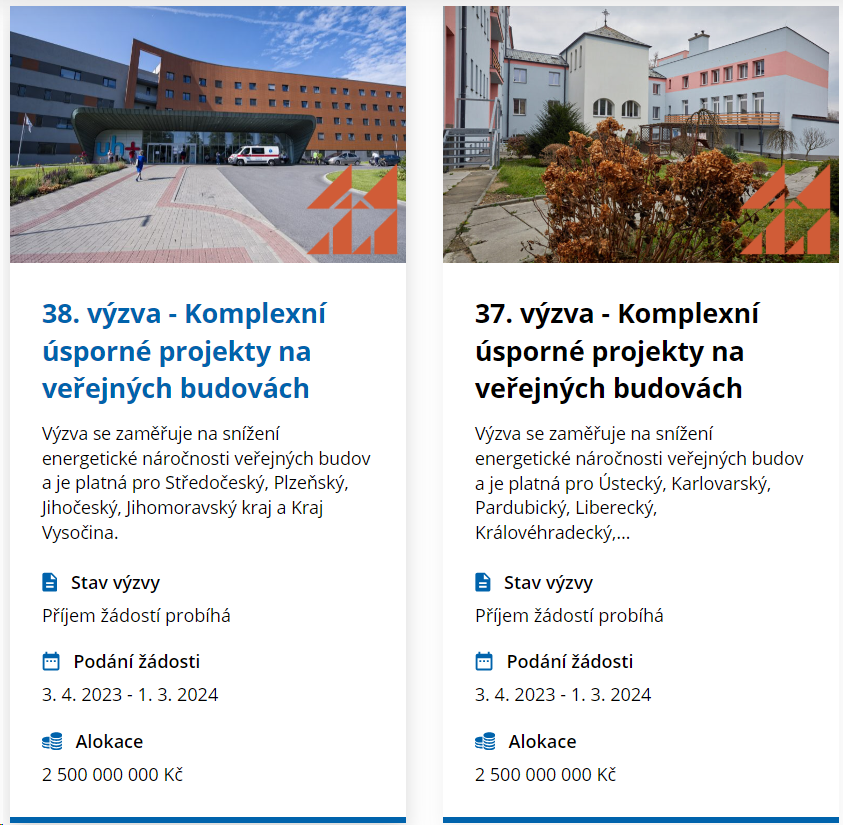 uh+
38. výzva - Komplexní
úsporné projekty na
veřejných budovách
Výzva se zaměřuje na snížení
energetické náročnosti veřejných budov
a je platná pro Středočeský, Plzeňský,
Jihočeský, Jihomoravský kraj a Kraj
Vysočina.
Stav výzvy
Příjem žádostí probíhá
Podání žádosti
3. 4. 2023 - 1. 3. 2024
Alokace
2 500 000 000 Kč
37. výzva - Komplexní
úsporné projekty na
veřejných budovách
Výzva se zaměřuje na snížení
energetické náročnosti veřejných budov
a je platná pro Ústecký, Karlovarský,
Pardubický, Liberecký,
Královéhradecký,...
Stav výzvy
Příjem žádostí probíhá
Podání žádosti
3. 4. 2023 - 1. 3. 2024
Alokace
2 500 000 000 Kč